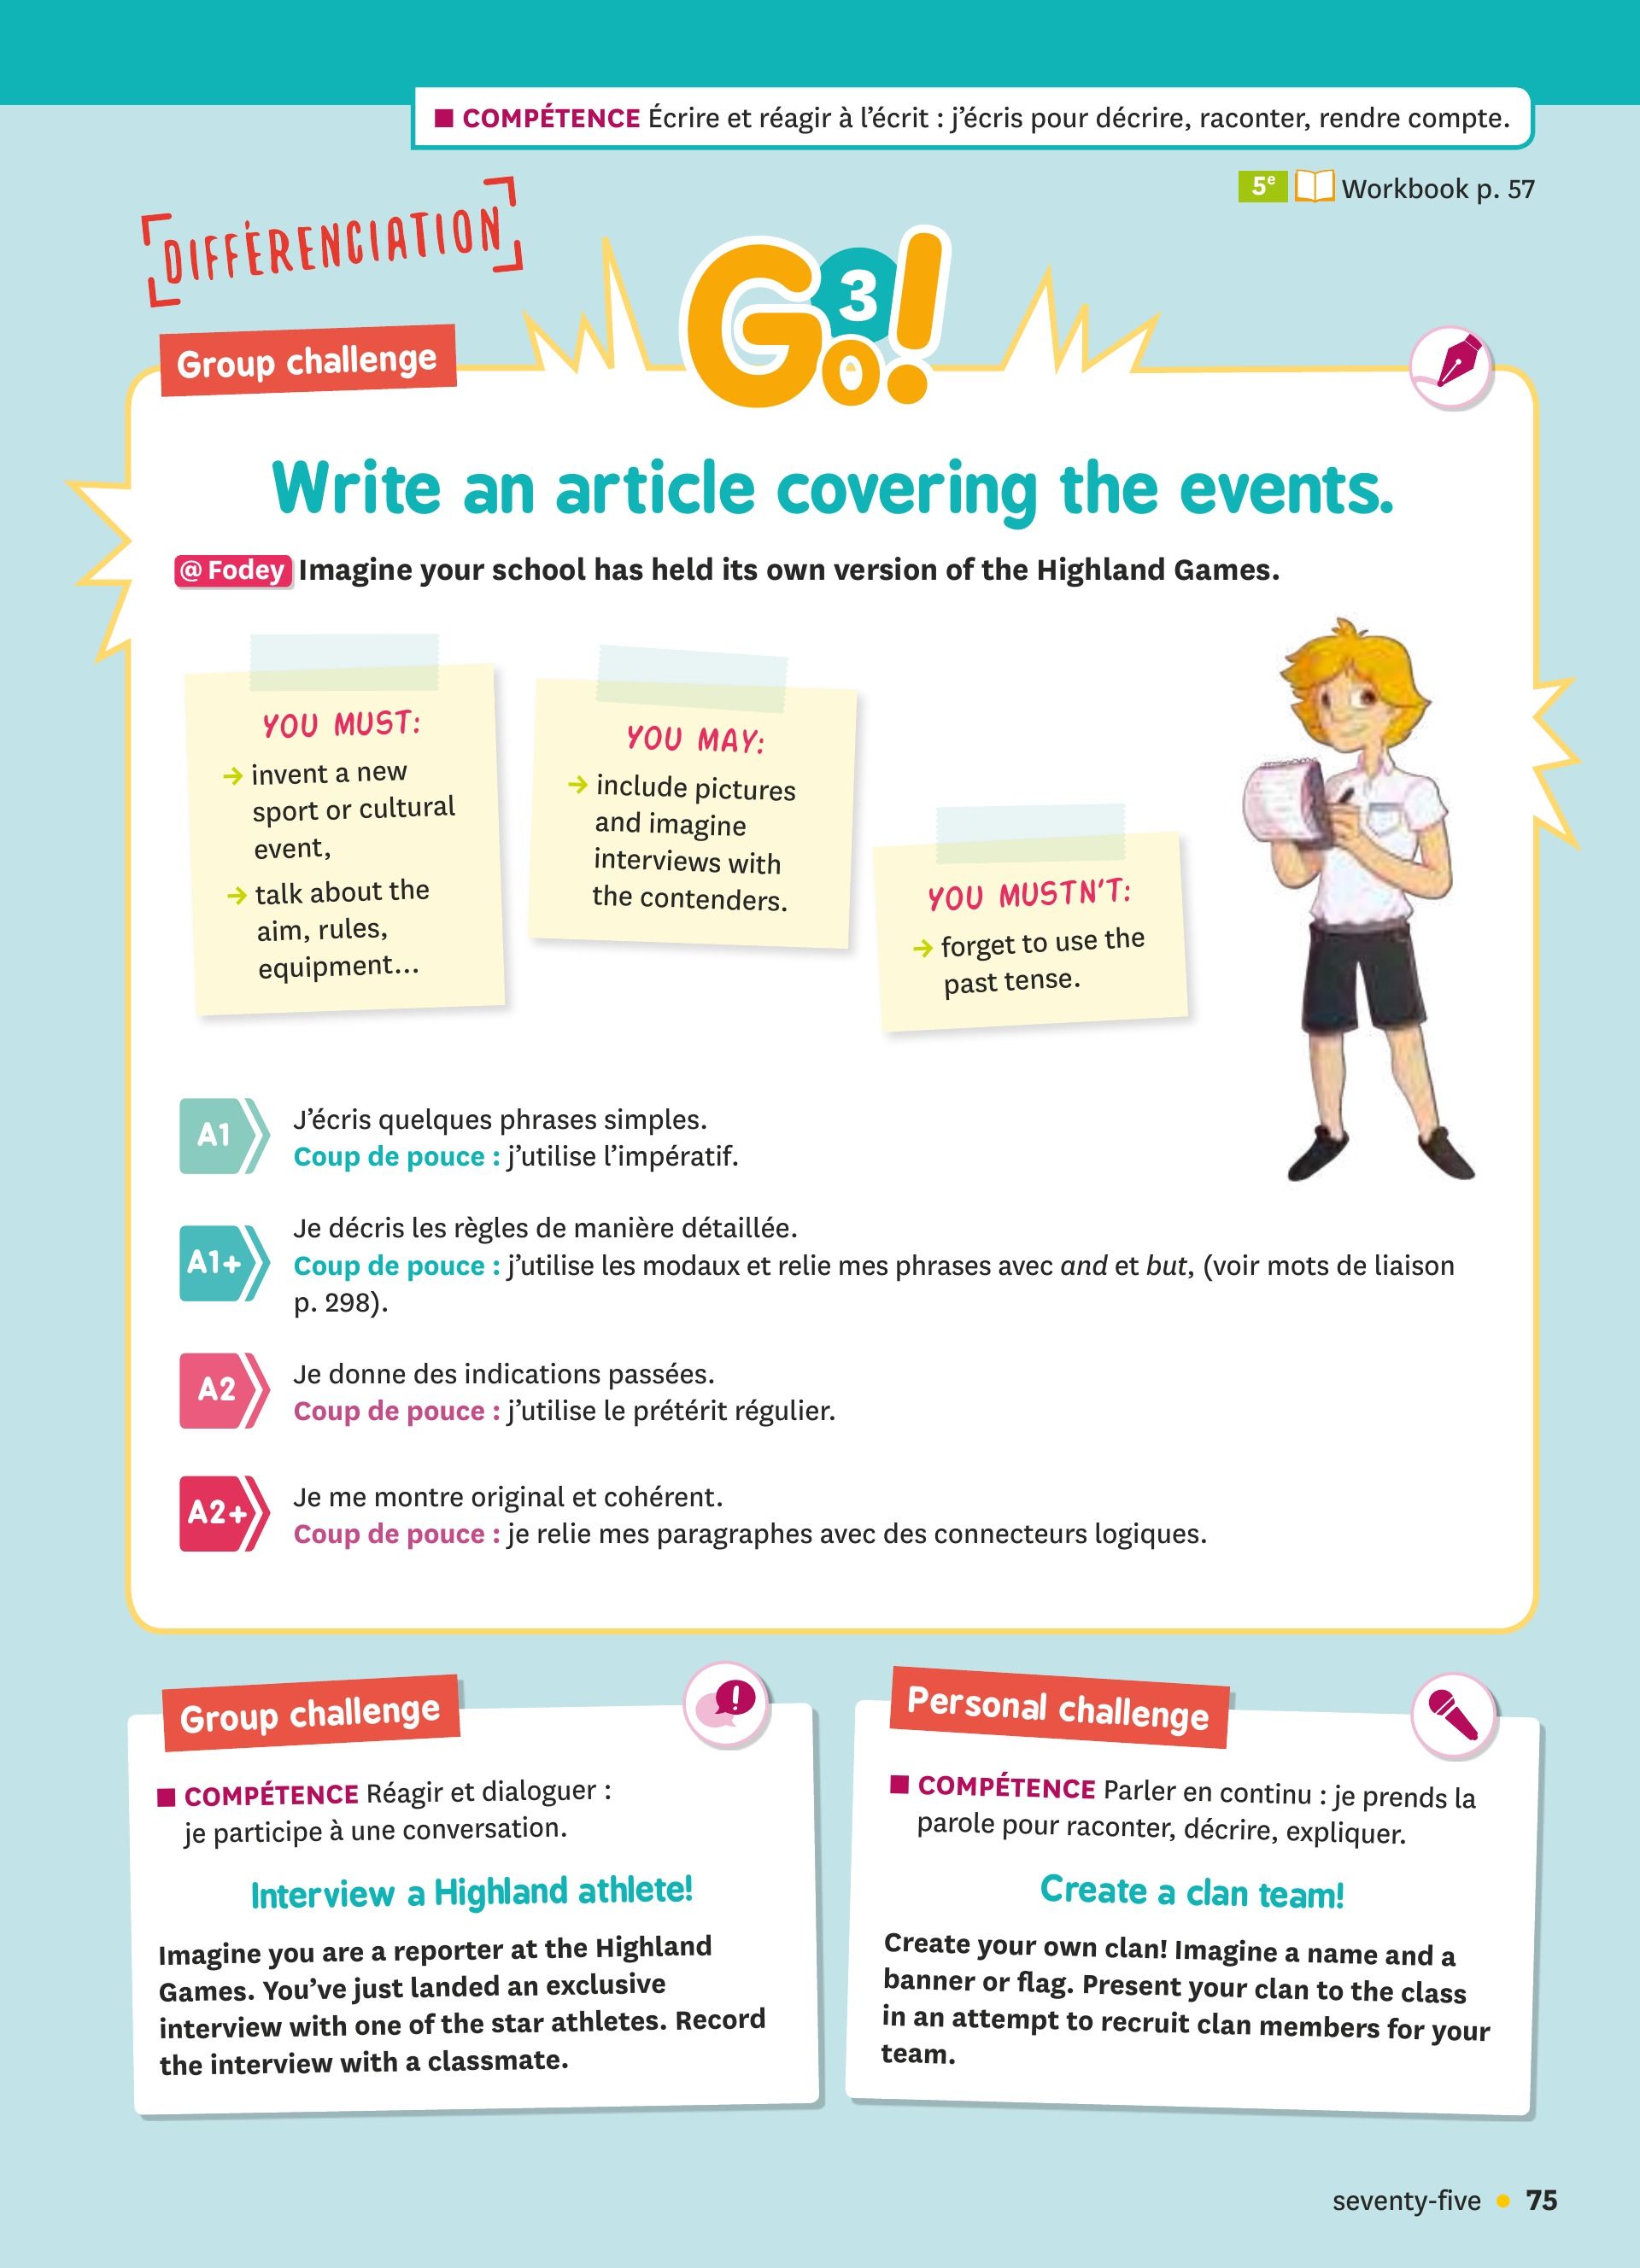 ■ COMPÉTENCE Écrire et réagir à l'écrit : j'écris pour décrire, raconter, rendre compte.
5e Workbook p. 57
DIFFÉRENCIATION
Go! 3
Group challenge
Write an article covering the events.
@ Fodey Imagine your school has held its own version of the Highland Games.
YOU MUST:
→ invent a new
sport or cultural
event,
→ talk about the
aim, rules,
equipment...
YOU MAY:
→ include pictures
and imagine
interviews with
the contenders.
YOU MUSTN'T:
→ forget to use the
past tense.
A1
J'écris quelques phrases simples.
Coup de pouce : j'utilise l'impératif.
A1+
Je décris les règles de manière détaillée.
Coup de pouce : j'utilise les modaux et relie mes phrases avec and et but, (voir mots de liaison
p. 298).
A2
Je donne des indications passées.
Coup de pouce : j'utilise le prétérit régulier.
A2+
Je me montre original et cohérent.
Coup de pouce : je relie mes paragraphes avec des connecteurs logiques.
Group challenge
■ COMPÉTENCE Réagir et dialoguer :
je participe à une conversation.
Interview a Highland athlete!
Imagine you are a reporter at the Highland
Games. You've just landed an exclusive
interview with one of the star athletes. Record
the interview with a classmate.
Personal challenge
■ COMPÉTENCE Parler en continu : je prends la
parole pour raconter, décrire, expliquer.
Create a clan team!
Create your own clan! Imagine a name and a
banner or flag. Present your clan to the class
in an attempt to recruit clan members for your
team.
seventy-five • 75